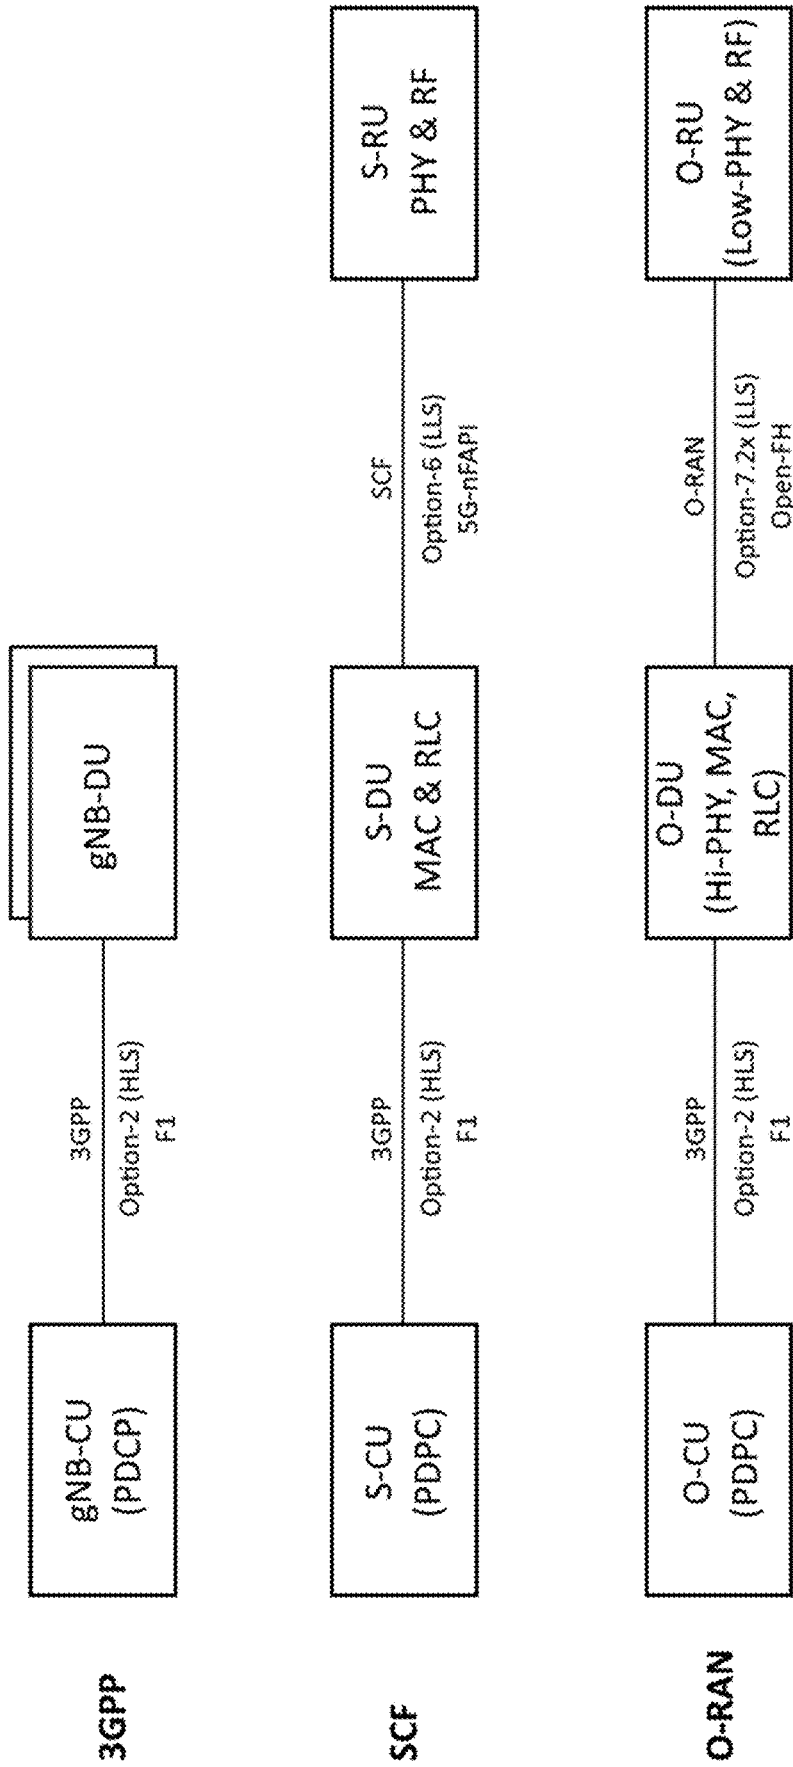 3GPP
gNB-CU
(PDCP)
3GPP
Option-2 (HLS)
F1
gNB-DU
SCF
S-CU
(PDPC)
3GPP
Option-2 (HLS)
F1
S-DU
MAC & RLC
SCF
Option-6 (LLS)
5G-nFAPI
S-RU
PHY & RF
O-RAN
O-CU
(PDPC)
3GPP
Option-2 (HLS)
F1
O-DU
(Hi-PHY, MAC,
RLC)
O-RAN
Option-7.2x (LLS)
Open-FH
O-RU
(Low-PHY & RF)